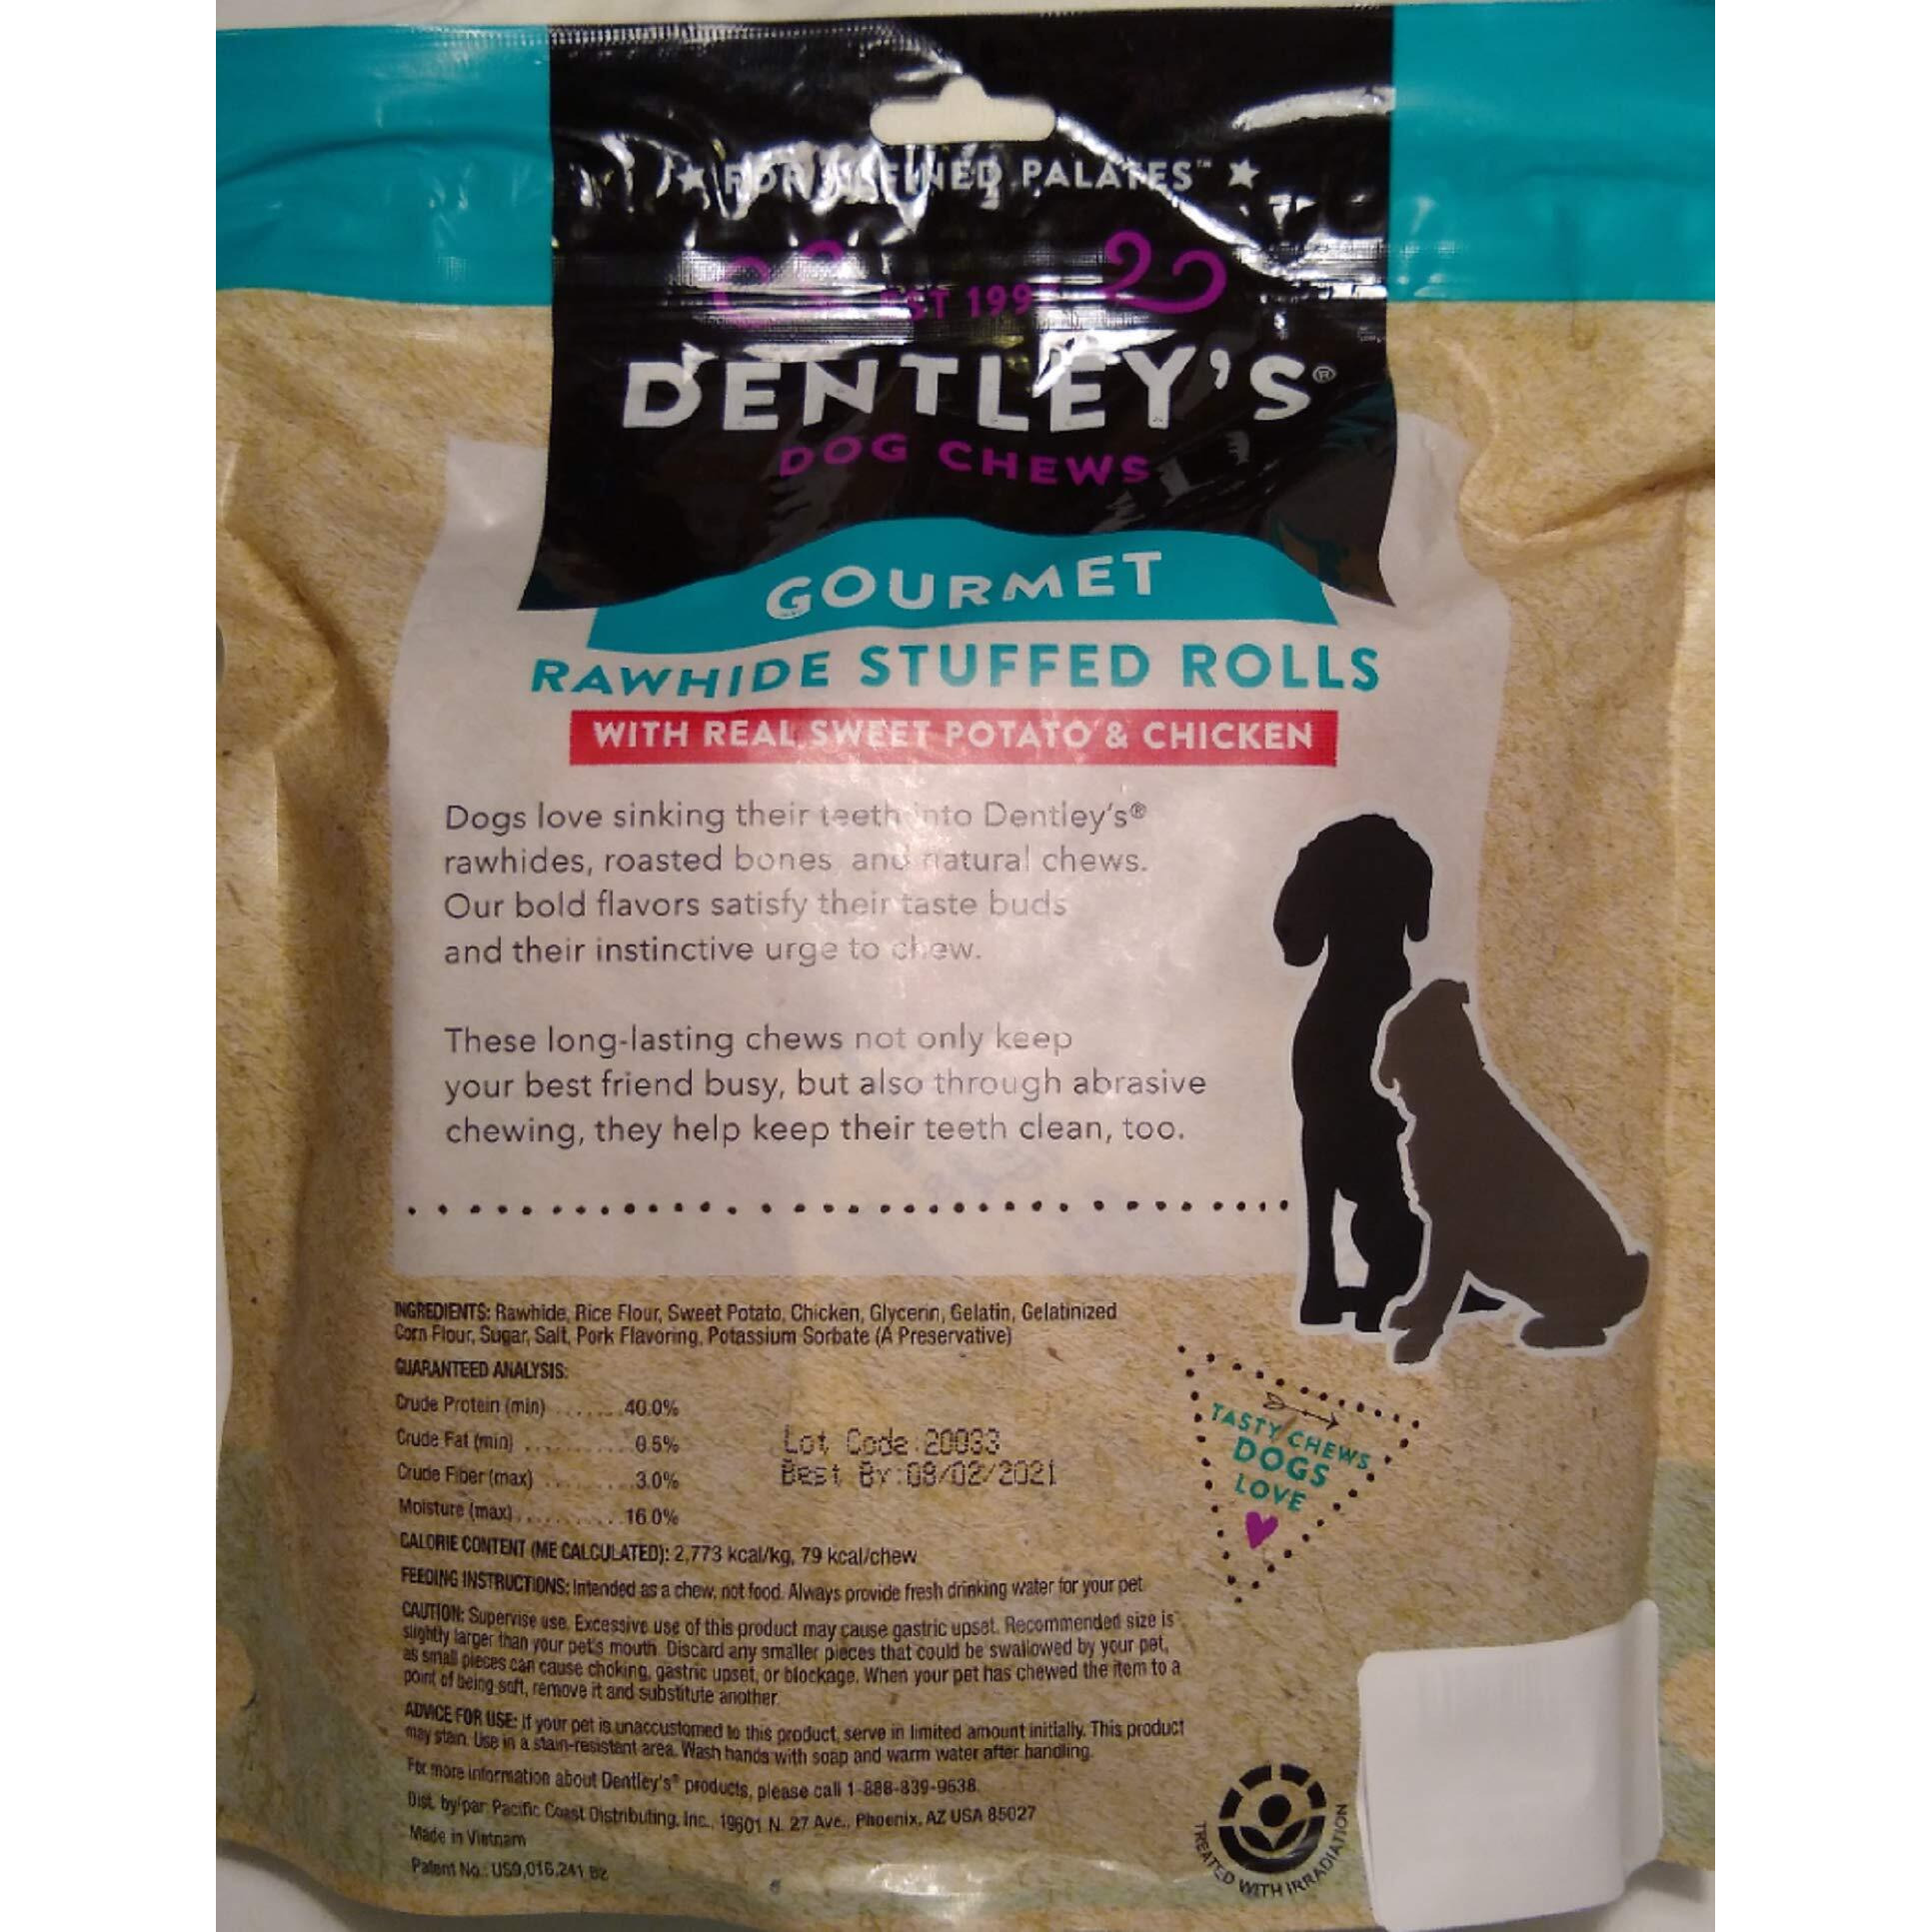 ★ FOR REFINED PALATES™ ★
EST 199
DENTLEY'S®
DOG CHEWS
GOURMET
RAWHIDE STUFFED ROLLS
WITH REAL SWEET POTATO & CHICKEN
Dogs love sinking their teeth into Dentley's®
rawhides, roasted bones and natural chews.
Our bold flavors satisfy their taste buds
and their instinctive urge to chew.
These long-lasting chews not only keep
your best friend busy, but also through abrasive
chewing, they help keep their teeth clean, too.
INGREDIENTS: Rawhide, Rice Flour, Sweet Potato, Chicken, Glycerin, Gelatin, Gelatinized
Corn Flour, Sugar, Salt, Pork Flavoring, Potassium Sorbate (A Preservative)
GUARANTEED ANALYSIS:
Crude Protein (min) .......40.0%
Crude Fat (min) ...........0.5%
Crude Fiber (max) .........3.0%
Moisture (max)...........16.0%
Lot Code 20033
Best By:08/02/2021
CALORIE CONTENT (ME CALCULATED): 2,773 kcal/kg, 79 kcal/chew
FEEDING INSTRUCTIONS: Intended as a chew, not food. Always provide fresh drinking water for your pet.
CAUTION: Supervise use. Excessive use of this product may cause gastric upset. Recommended size is
slightly larger than your pet's mouth. Discard any smaller pieces that could be swallowed by your pet,
as small pieces can cause choking, gastric upset, or blockage. When your pet has chewed the item to a
point of being soft, remove it and substitute another.
ADVICE FOR USE: If your pet is unaccustomed to this product, serve in limited amount initially. This product
may stain. Use in a stain-resistant area. Wash hands with soap and warm water after handling.
For more information about Dentley's® products, please call 1-888-839-9638.
Dist. by/par: Pacific Coast Distributing, Inc., 19601 N. 27 Ave., Phoenix, AZ USA 85027
Made in Vietnam
Patent No.: US9,016,241 B2
TASTY CHEWS
DOGS
LOVE
TREATED WITH IRRADIATION